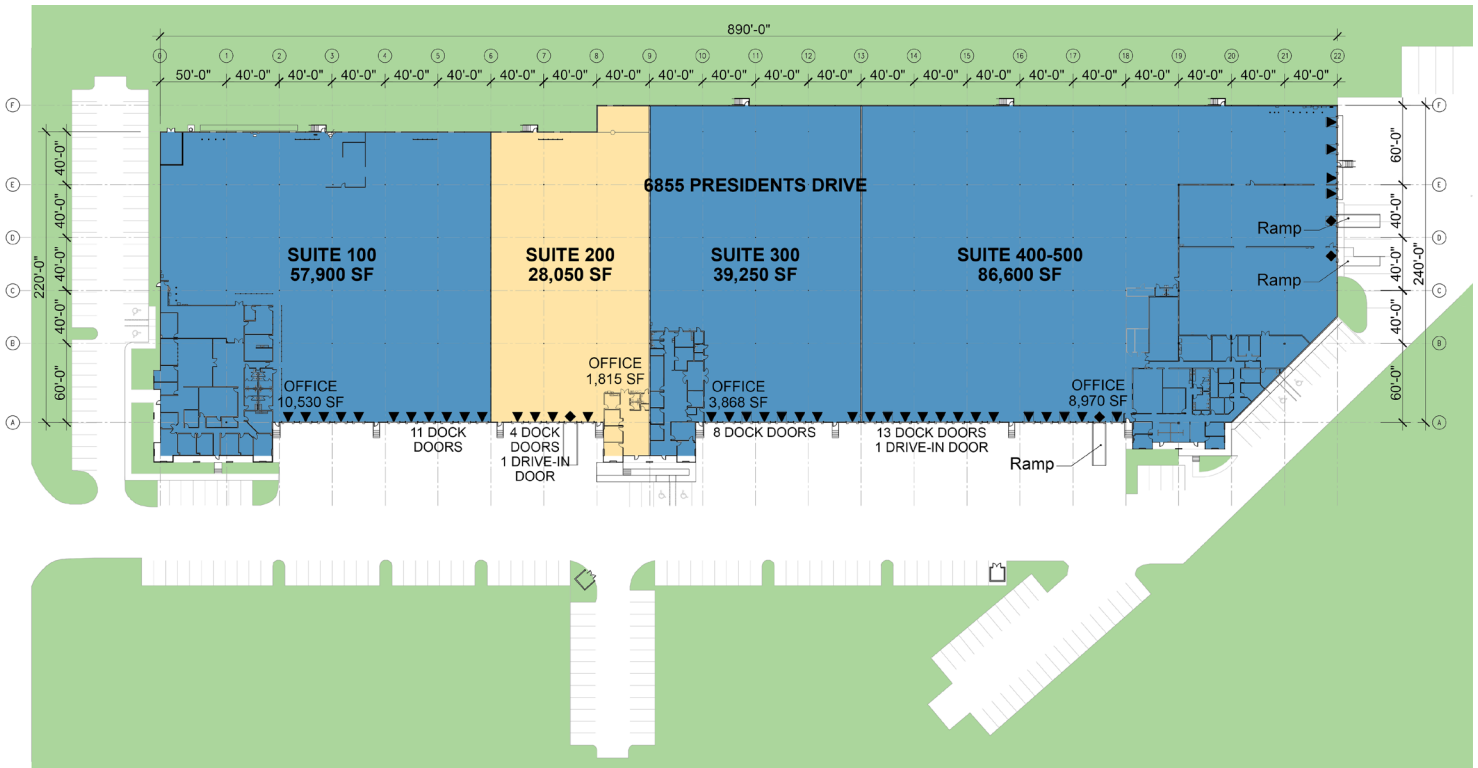 890'-0"
0 1 2 3 4 5 6 7 8 9 10 11 12 13 14 15 16 17 18 19 20 21 22
50'-0" 40'-0" 40'-0" 40'-0" 40'-0" 40'-0" 40'-0" 40'-0" 40'-0" 40'-0" 40'-0" 40'-0" 40'-0" 40'-0" 40'-0" 40'-0" 40'-0" 40'-0" 40'-0" 40'-0" 40'-0" 40'-0"
F
E
D
C
B
A
220'-0"
40'-0"
40'-0"
40'-0"
40'-0"
60'-0"
6855 PRESIDENTS DRIVE
SUITE 100
57,900 SF
SUITE 200
28,050 SF
SUITE 300
39,250 SF
SUITE 400-500
86,600 SF
OFFICE
10,530 SF
OFFICE
1,815 SF
OFFICE
3,868 SF
OFFICE
8,970 SF
11 DOCK
DOORS
4 DOCK
DOORS
1 DRIVE-IN
DOOR
8 DOCK DOORS
13 DOCK DOORS
1 DRIVE-IN DOOR
Ramp
Ramp
Ramp
60'-0"
40'-0"
40'-0"
40'-0"
60'-0"
240'-0"
F
E
D
C
B
A